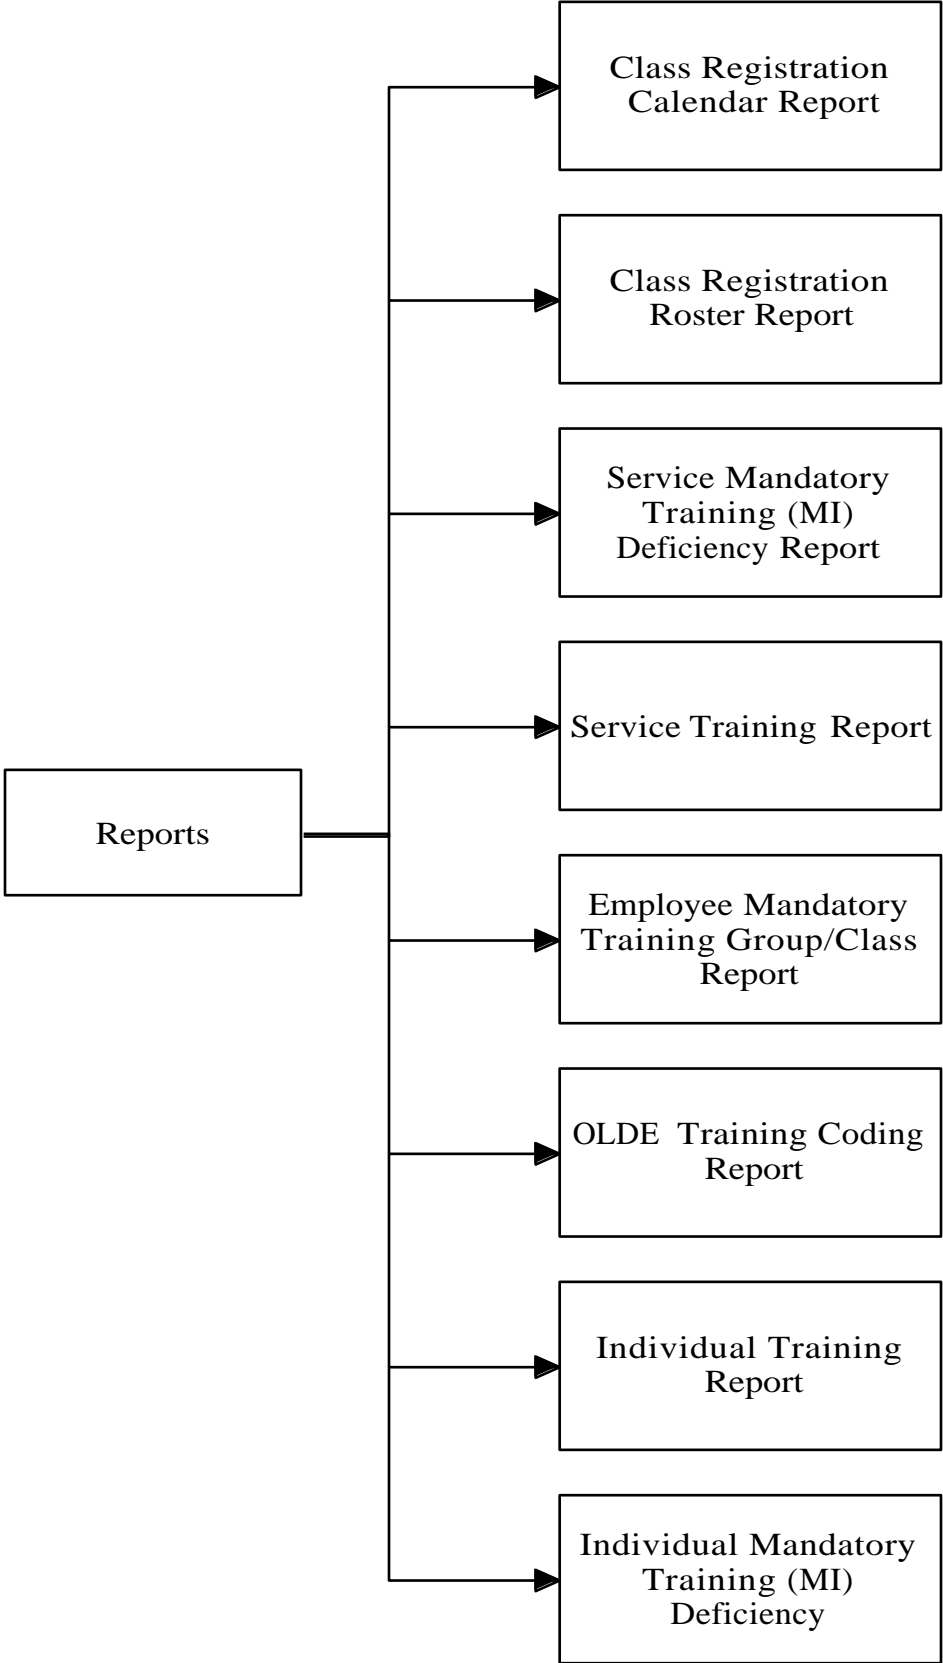 Class Registration
Calendar Report
Class Registration
Roster Report
Service Mandatory
Training (MI)
Deficiency Report
Service Training Report
Reports
Employee Mandatory
Training Group/Class
Report
OLDE Training Coding
Report
Individual Training
Report
Individual Mandatory
Training (MI)
Deficiency